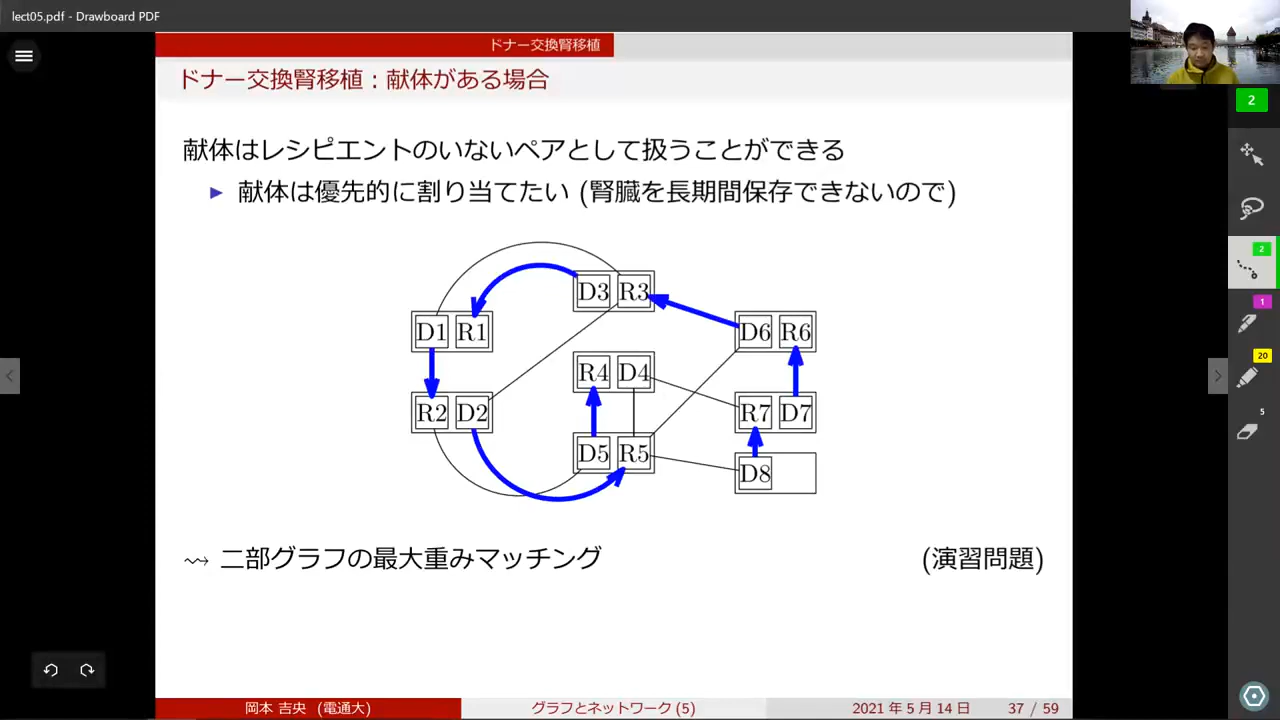 lect05.pdf - Drawboard PDF
ドナー交換腎移植
ドナー交換腎移植：献体がある場合
2
献体はレシピエントのいないペアとして扱うことができる
▶ 献体は優先的に割り当てたい (腎臓を長期間保存できないので)
2
1
20
5
D3 R3
D1 R1
D6 R6
R4 D4
R2 D2
R7 D7
D5 R5
D8
⇝ 二部グラフの最大重みマッチング (演習問題)
岡本 吉央 (電通大)
グラフとネットワーク (5)
2021 年 5 月 14 日
37 / 59